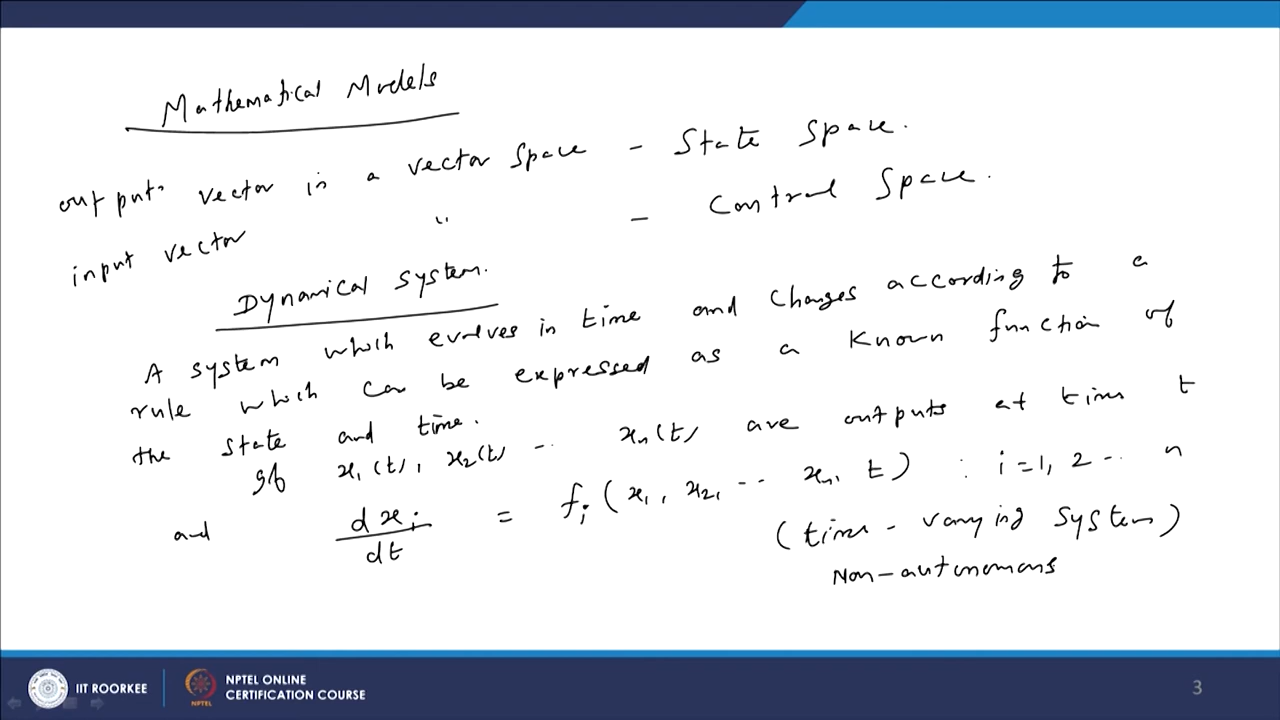 Mathematical Models
output vector in a vector space - State Space.
input vector " - Control Space.
Dynamical System.
A system which evolves in time and changes according to a
rule which can be expressed as a known function of
the state and time.
If x₁(t), x₂(t) -- xₙ(t) are outputs at time t
and dxᵢ/dt = fᵢ(x₁, x₂, -- xₙ, t) : i=1, 2 -- n
(time-varying system)
Non-autonomous
IIT ROORKEE
NPTEL
NPTEL ONLINE
CERTIFICATION COURSE
3